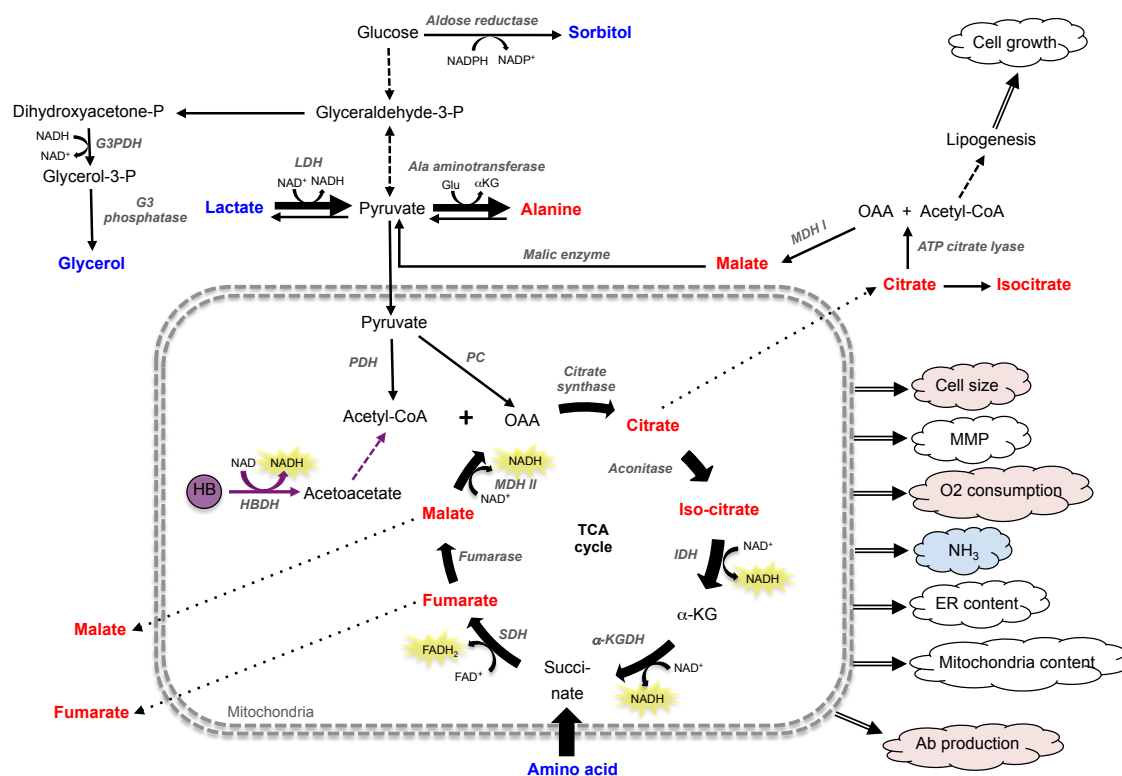 Aldose reductase
Glucose
Sorbitol
NADPH NADP⁺
Cell growth
Dihydroxyacetone-P
Glyceraldehyde-3-P
NADH
G3PDH
NAD⁺
Glycerol-3-P
Lipogenesis
LDH
NAD⁺ NADH
Ala aminotransferase
Glu αKG
G3
phosphatase
Lactate
Pyruvate
Alanine
OAA + Acetyl-CoA
MDH I
ATP citrate lyase
Glycerol
Malic enzyme
Malate
Citrate
Isocitrate
Pyruvate
PDH
PC
Citrate
synthase
Cell size
Acetyl-CoA
+
OAA
Citrate
MMP
NAD
NADH
NADH
MDH II
NAD⁺
Aconitase
HB
HBDH
Acetoacetate
O2 consumption
Malate
Iso-citrate
TCA
cycle
NH₃
Fumarase
IDH
NAD⁺
NADH
Fumarate
α-KG
ER content
Malate
SDH
FADH₂
FAD⁺
α-KGDH
NAD⁺
NADH
Succi-
nate
Mitochondria content
Fumarate
Mitochondria
Ab production
Amino acid